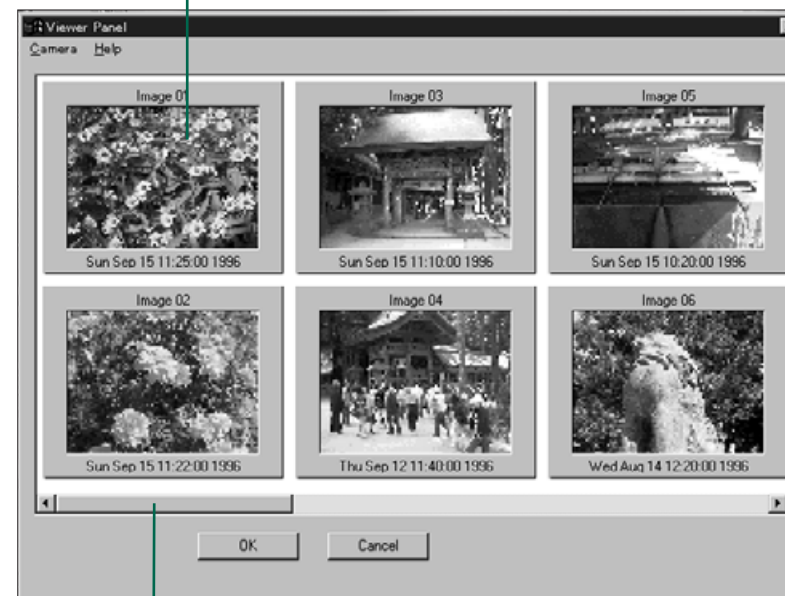 Viewer Panel
Camera Help
Image 01
Image 03
Image 05
Sun Sep 15 11:25:00 1996
Sun Sep 15 11:10:00 1996
Sun Sep 15 10:20:00 1996
Image 02
Image 04
Image 06
Sun Sep 15 11:22:00 1996
Thu Sep 12 11:40:00 1996
Wed Aug 14 12:20:00 1996
OK
Cancel